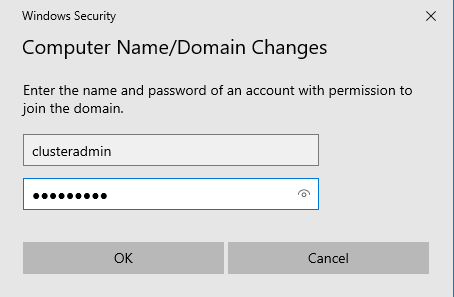 Windows Security
Computer Name/Domain Changes
Enter the name and password of an account with permission to
join the domain.
clusteradmin
●●●●●●●●●
OK Cancel